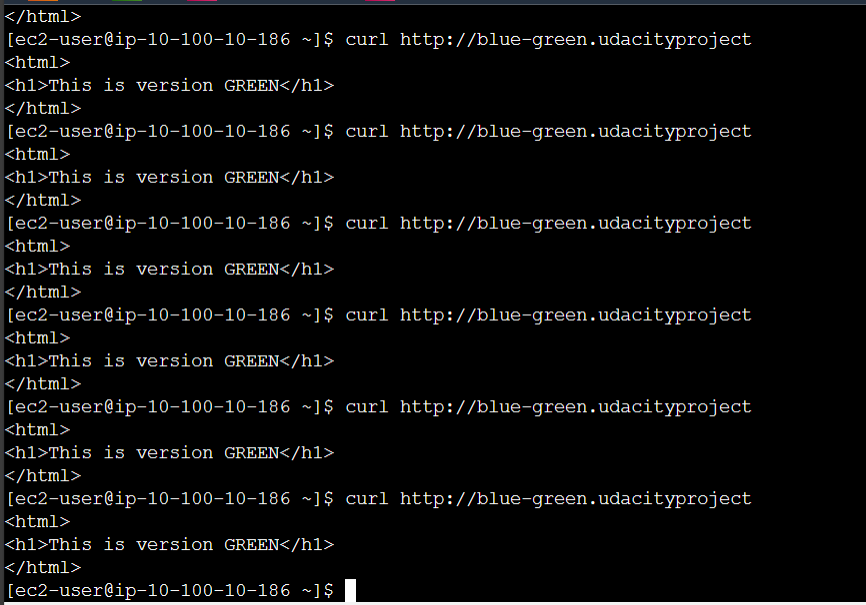 </html>
[ec2-user@ip-10-100-10-186 ~]$ curl http://blue-green.udacityproject
<html>
<h1>This is version GREEN</h1>
</html>
[ec2-user@ip-10-100-10-186 ~]$ curl http://blue-green.udacityproject
<html>
<h1>This is version GREEN</h1>
</html>
[ec2-user@ip-10-100-10-186 ~]$ curl http://blue-green.udacityproject
<html>
<h1>This is version GREEN</h1>
</html>
[ec2-user@ip-10-100-10-186 ~]$ curl http://blue-green.udacityproject
<html>
<h1>This is version GREEN</h1>
</html>
[ec2-user@ip-10-100-10-186 ~]$ curl http://blue-green.udacityproject
<html>
<h1>This is version GREEN</h1>
</html>
[ec2-user@ip-10-100-10-186 ~]$ curl http://blue-green.udacityproject
<html>
<h1>This is version GREEN</h1>
</html>
[ec2-user@ip-10-100-10-186 ~]$